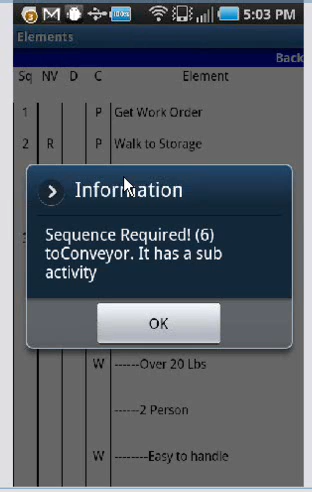 5:03 PM
Elements
Back
Sq NV D C Element
1 P Get Work Order
2 R P Walk to Storage
Information
Sequence Required! (6)
toConveyor. It has a sub
activity
OK
W ------Over 20 Lbs
------2 Person
W --------Easy to handle